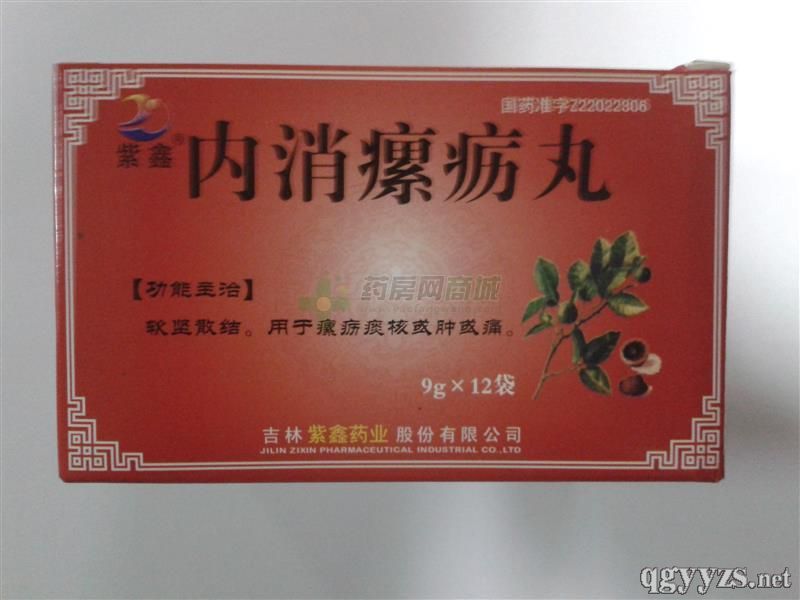 国药准字Z22022806
紫鑫®
内消瘰疬丸
药房网商城
【功能主治】
软坚散结。用于瘰疬痰核或肿或痛。
9g×12袋
吉林紫鑫药业股份有限公司
JILIN ZIXIN PHARMACEUTICAL INDUSTRIAL CO.,LTD
qgyyzs.net